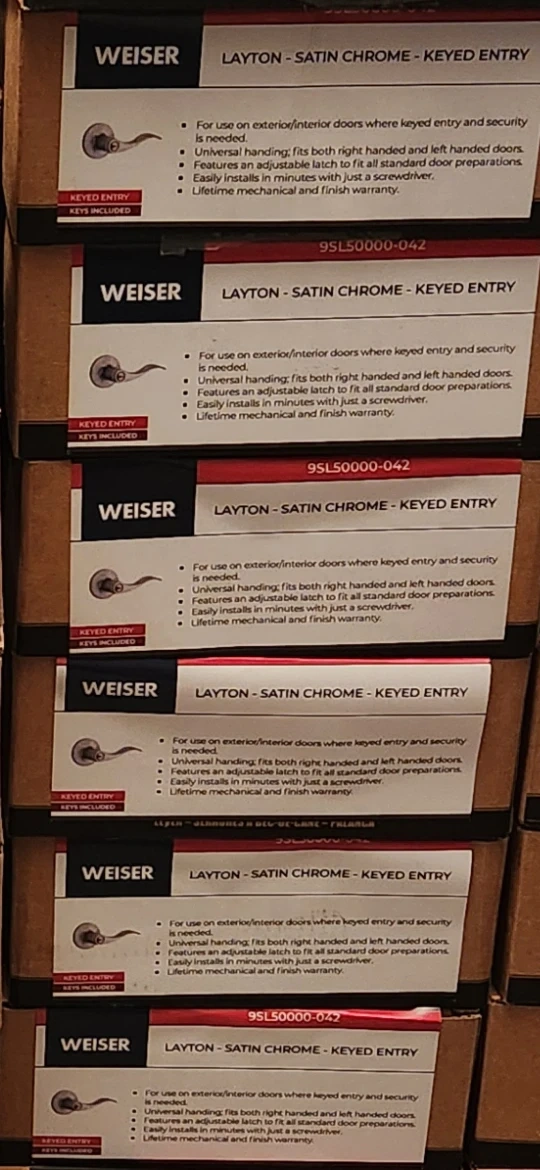 WEISER
LAYTON - SATIN CHROME - KEYED ENTRY
• For use on exterior/interior doors where keyed entry and security
is needed.
• Universal handing; fits both right handed and left handed doors.
• Features an adjustable latch to fit all standard door preparations.
• Easily installs in minutes with just a screwdriver.
• Lifetime mechanical and finish warranty.
KEYED ENTRY
KEYS INCLUDED
9SL50000-042
WEISER
LAYTON - SATIN CHROME - KEYED ENTRY
• For use on exterior/interior doors where keyed entry and security
is needed.
• Universal handing; fits both right handed and left handed doors.
• Features an adjustable latch to fit all standard door preparations.
• Easily installs in minutes with just a screwdriver.
• Lifetime mechanical and finish warranty.
KEYED ENTRY
KEYS INCLUDED
9SL50000-042
WEISER
LAYTON - SATIN CHROME - KEYED ENTRY
• For use on exterior/interior doors where keyed entry and security
is needed.
• Universal handing; fits both right handed and left handed doors.
• Features an adjustable latch to fit all standard door preparations.
• Easily installs in minutes with just a screwdriver.
• Lifetime mechanical and finish warranty.
KEYED ENTRY
KEYS INCLUDED
WEISER
LAYTON - SATIN CHROME - KEYED ENTRY
• For use on exterior/interior doors where keyed entry and security
is needed.
• Universal handing; fits both right handed and left handed doors.
• Features an adjustable latch to fit all standard door preparations.
• Easily installs in minutes with just a screwdriver.
• Lifetime mechanical and finish warranty.
KEYED ENTRY
KEYS INCLUDED
WEISER
LAYTON - SATIN CHROME - KEYED ENTRY
• For use on exterior/interior doors where keyed entry and security
is needed.
• Universal handing; fits both right handed and left handed doors.
• Features an adjustable latch to fit all standard door preparations.
• Easily installs in minutes with just a screwdriver.
• Lifetime mechanical and finish warranty.
KEYED ENTRY
KEYS INCLUDED
9SL50000-042
WEISER
LAYTON - SATIN CHROME - KEYED ENTRY
• For use on exterior/interior doors where keyed entry and security
is needed.
• Universal handing; fits both right handed and left handed doors.
• Features an adjustable latch to fit all standard door preparations.
• Easily installs in minutes with just a screwdriver.
• Lifetime mechanical and finish warranty.
KEYED ENTRY
KEYS INCLUDED